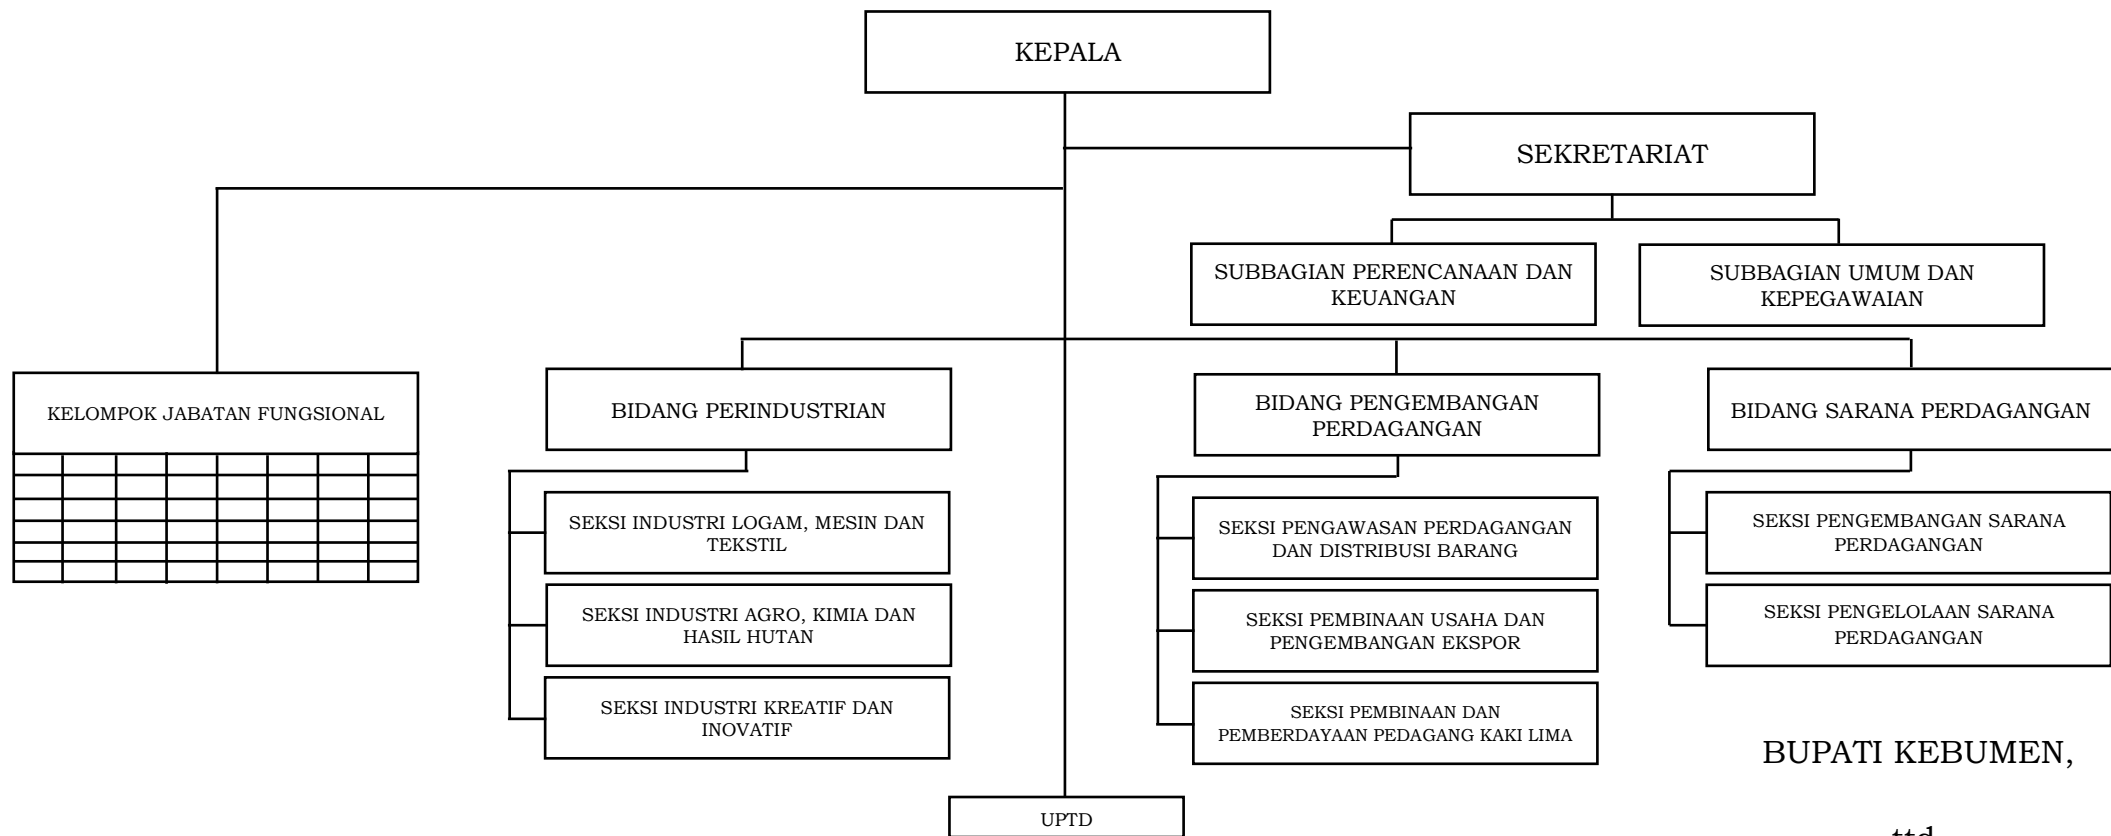 KEPALA
SEKRETARIAT
SUBBAGIAN PERENCANAAN DAN
KEUANGAN
SUBBAGIAN UMUM DAN
KEPEGAWAIAN
KELOMPOK JABATAN FUNGSIONAL
BIDANG PERINDUSTRIAN
BIDANG PENGEMBANGAN
PERDAGANGAN
BIDANG SARANA PERDAGANGAN
SEKSI INDUSTRI LOGAM, MESIN DAN
TEKSTIL
SEKSI INDUSTRI AGRO, KIMIA DAN
HASIL HUTAN
SEKSI INDUSTRI KREATIF DAN
INOVATIF
SEKSI PENGAWASAN PERDAGANGAN
DAN DISTRIBUSI BARANG
SEKSI PEMBINAAN USAHA DAN
PENGEMBANGAN EKSPOR
SEKSI PEMBINAAN DAN
PEMBERDAYAAN PEDAGANG KAKI LIMA
SEKSI PENGEMBANGAN SARANA
PERDAGANGAN
SEKSI PENGELOLAAN SARANA
PERDAGANGAN
UPTD
BUPATI KEBUMEN,
ttd